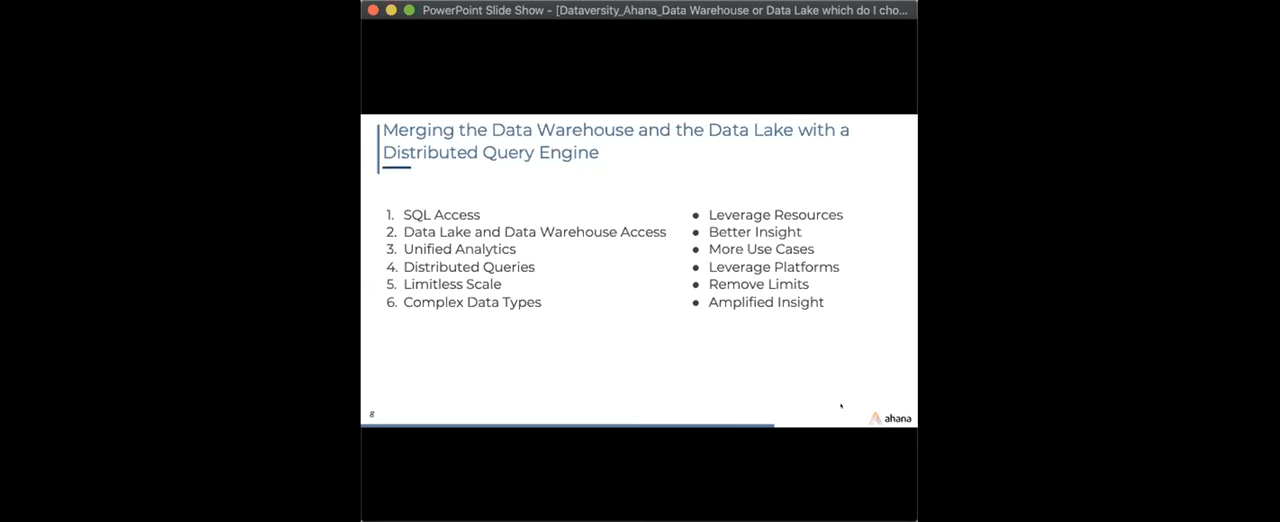 PowerPoint Slide Show - [Dataversity_Ahana_Data Warehouse or Data Lake which do I cho...
Merging the Data Warehouse and the Data Lake with a
Distributed Query Engine
1. SQL Access
2. Data Lake and Data Warehouse Access
3. Unified Analytics
4. Distributed Queries
5. Limitless Scale
6. Complex Data Types
● Leverage Resources
● Better Insight
● More Use Cases
● Leverage Platforms
● Remove Limits
● Amplified Insight
8
ahana